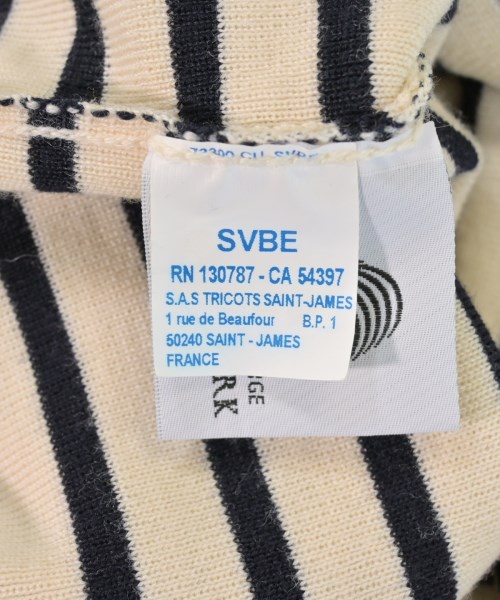 SVBE
RN 130787 - CA 54397
S.A.S TRICOTS SAINT-JAMES
1 rue de Beaufour B.P. 1
50240 SAINT - JAMES
FRANCE